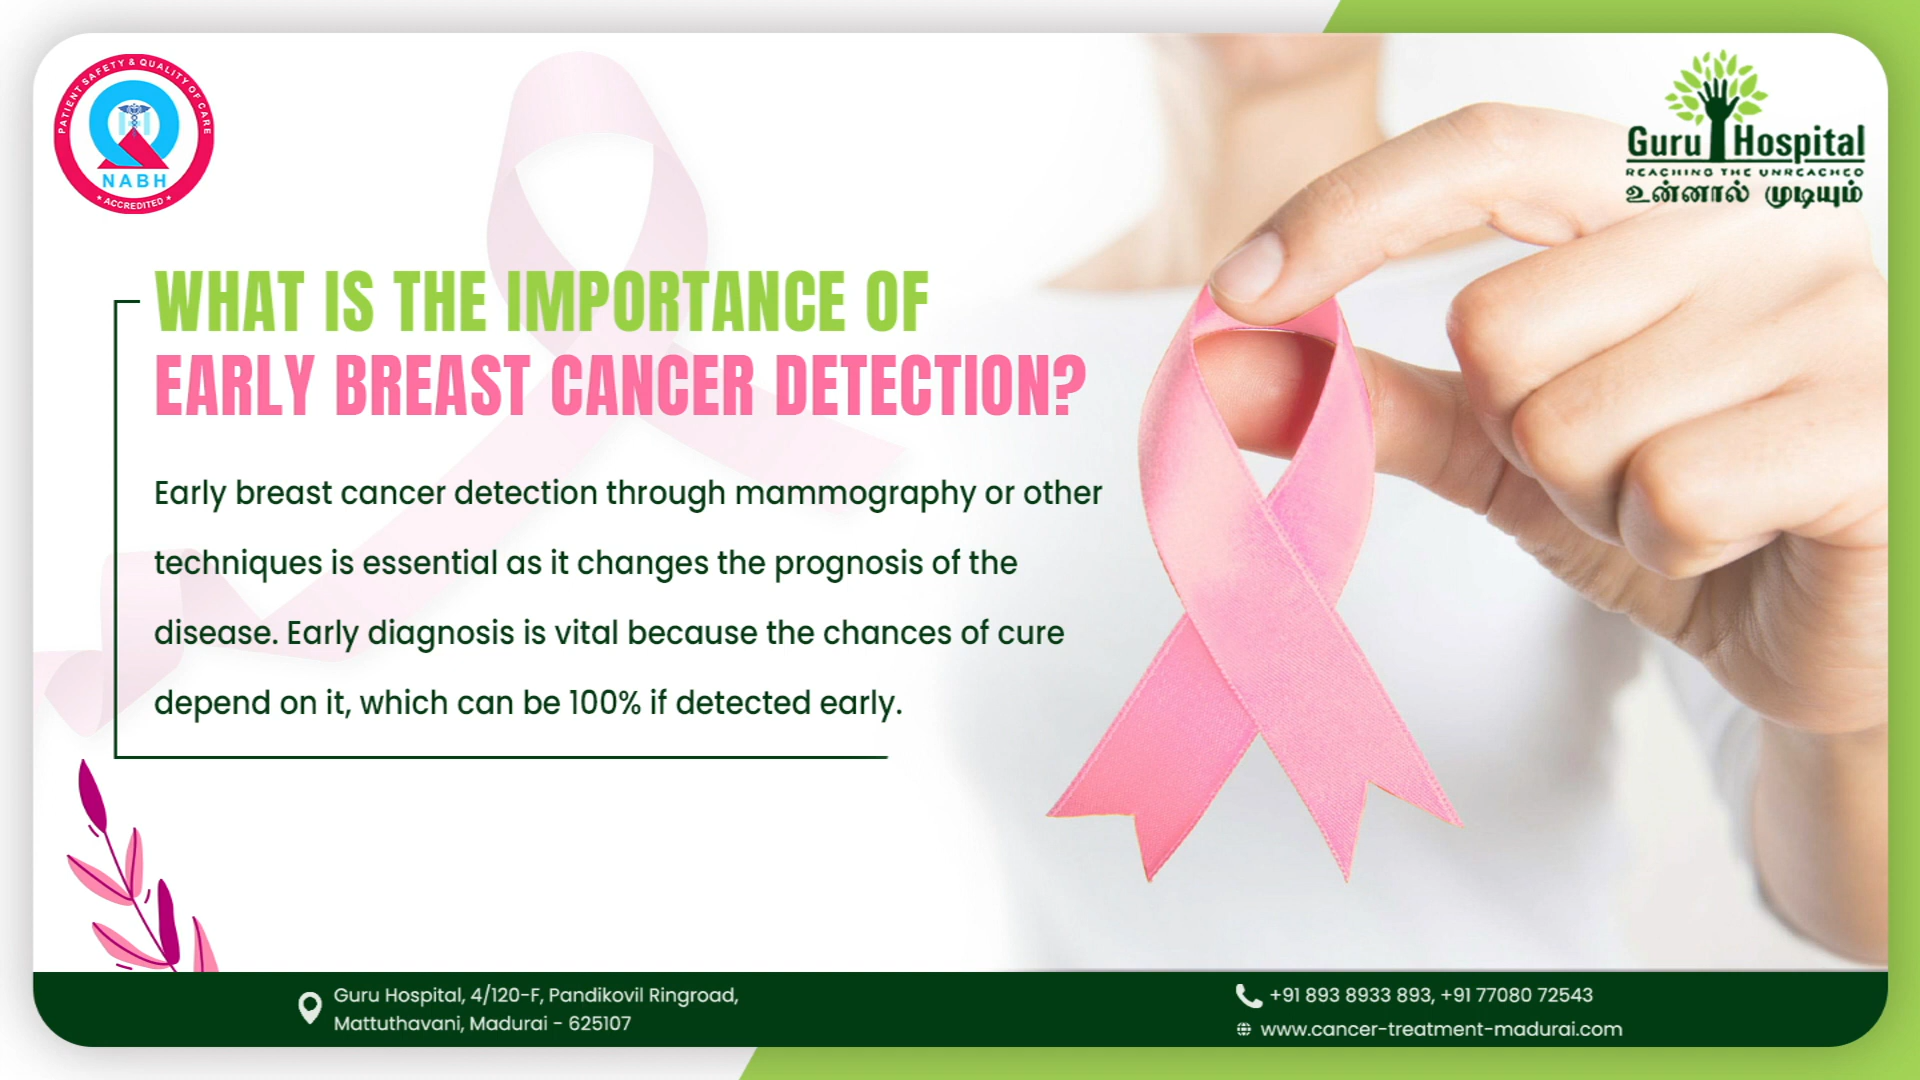 PATIENT SAFETY & QUALITY OF CARE
NABH
* ACCREDITED *
Guru Hospital
REACHING THE UNREACHED
உன்னால் முடியும்
WHAT IS THE IMPORTANCE OF
EARLY BREAST CANCER DETECTION?
Early breast cancer detection through mammography or other
techniques is essential as it changes the prognosis of the
disease. Early diagnosis is vital because the chances of cure
depend on it, which can be 100% if detected early.
Guru Hospital, 4/120-F, Pandikovil Ringroad,
Mattuthavani, Madurai - 625107
+91 893 8933 893, +91 77080 72543
www.cancer-treatment-madurai.com